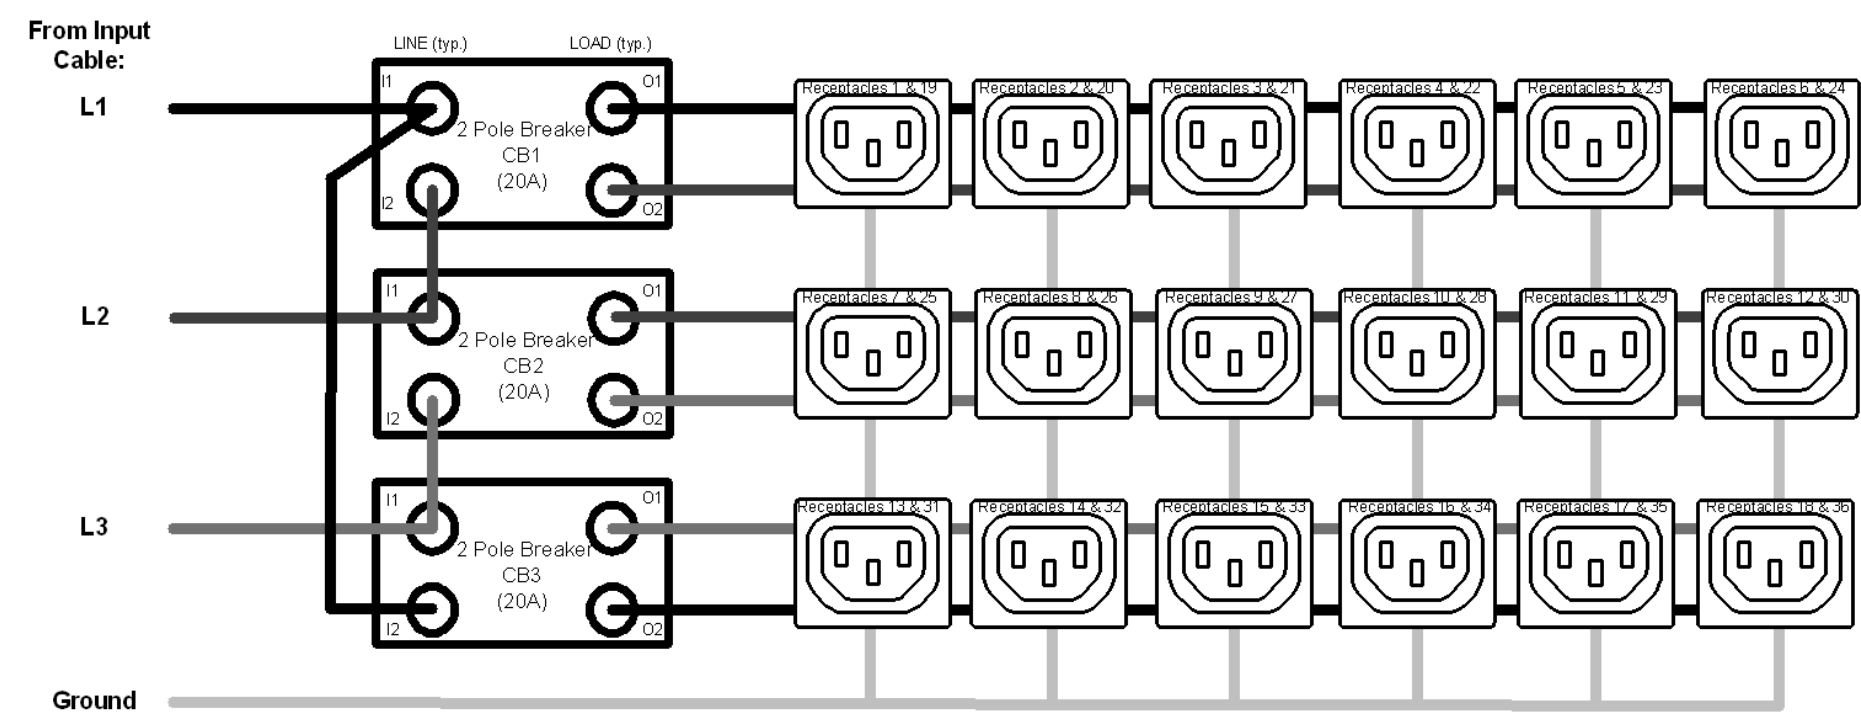 From Input
Cable:
LINE (typ.)
LOAD (typ.)
L1
I1
O1
2 Pole Breaker
CB1
(20A)
I2
O2
Receptacles 1 & 19
Receptacles 2 & 20
Receptacles 3 & 21
Receptacles 4 & 22
Receptacles 5 & 23
Receptacles 6 & 24
L2
I1
O1
2 Pole Breaker
CB2
(20A)
I2
O2
Receptacles 7 & 25
Receptacles 8 & 26
Receptacles 9 & 27
Receptacles 10 & 28
Receptacles 11 & 29
Receptacles 12 & 30
L3
I1
O1
2 Pole Breaker
CB3
(20A)
I2
O2
Receptacles 13 & 31
Receptacles 14 & 32
Receptacles 15 & 33
Receptacles 16 & 34
Receptacles 17 & 35
Receptacles 18 & 36
Ground